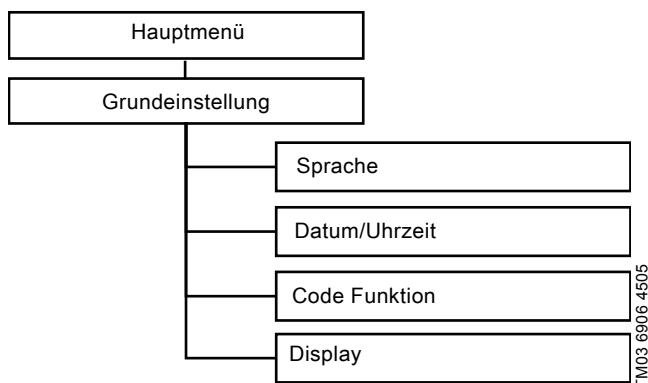 Hauptmenü
Grundeinstellung
Sprache
Datum/Uhrzeit
Code Funktion
Display
TM03 6906 4505